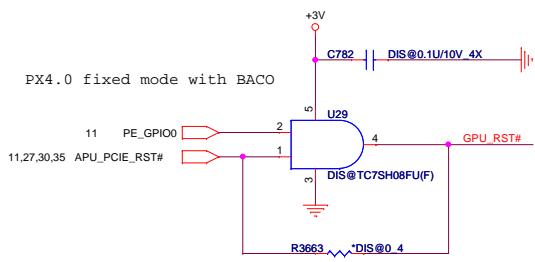 +3V
C782 DIS@0.1U/10V_4X
PX4.0 fixed mode with BACO
5
U29
11 PE_GPIO0 2
4 GPU_RST#
11,27,30,35 APU_PCIE_RST# 1
3 DIS@TC7SH08FU(F)
R3663 *DIS@0_4